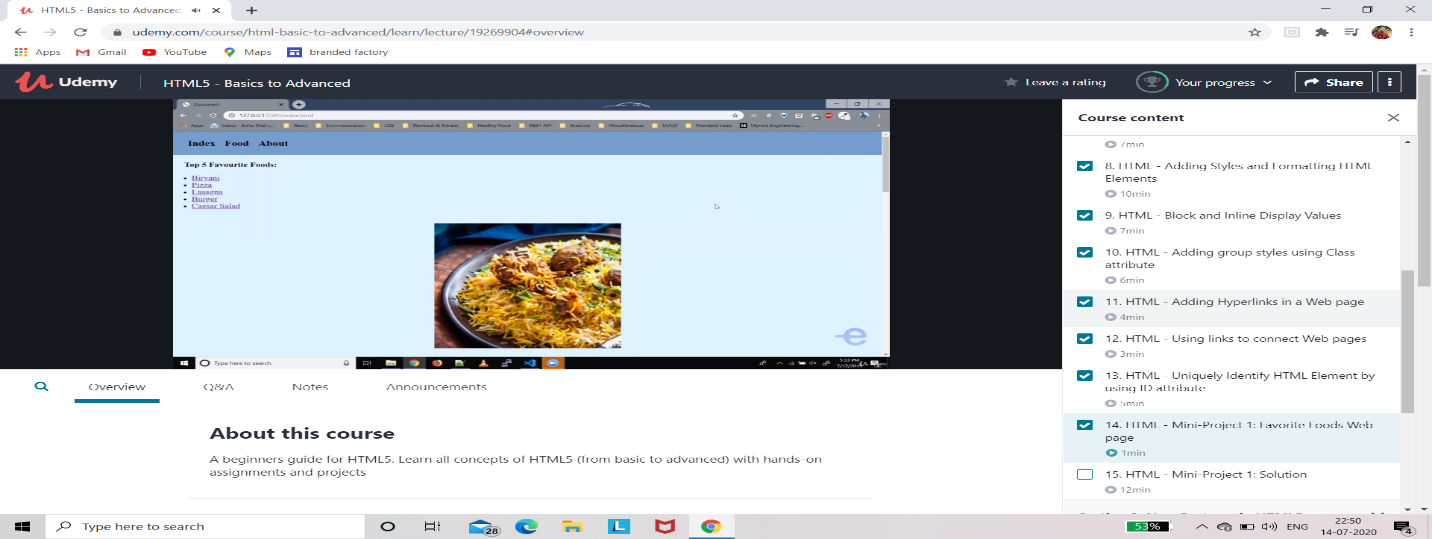 HTML5 - Basics to Advanced
udemy.com/course/html-basic-to-advanced/learn/lecture/19269904#overview
Apps Gmail YouTube Maps branded factory
Udemy HTML5 - Basics to Advanced Leave a rating Your progress Share
Document
127.0.0.1
Index Food About
Top 5 Favourite Foods:
Biryani
Pizza
Lasagna
Burger
Caesar Salad
Type here to search
Overview Q&A Notes Announcements
About this course
A beginners guide for HTML5. Learn all concepts of HTML5 (from basic to advanced) with hands-on
assignments and projects
Course content
7min
8. HTML - Adding Styles and Formatting HTML
Elements
10min
9. HTML - Block and Inline Display Values
7min
10. HTML - Adding group styles using Class
attribute
6min
11. HTML - Adding Hyperlinks in a Web page
4min
12. HTML - Using links to connect Web pages
3min
13. HTML - Uniquely Identify HTML Element by
using ID attribute
5min
14. HTML - Mini-Project 1: Favorite Foods Web
page
1min
15. HTML - Mini-Project 1: Solution
12min
Type here to search 28 L 53% ENG 22:50
14-07-2020 4